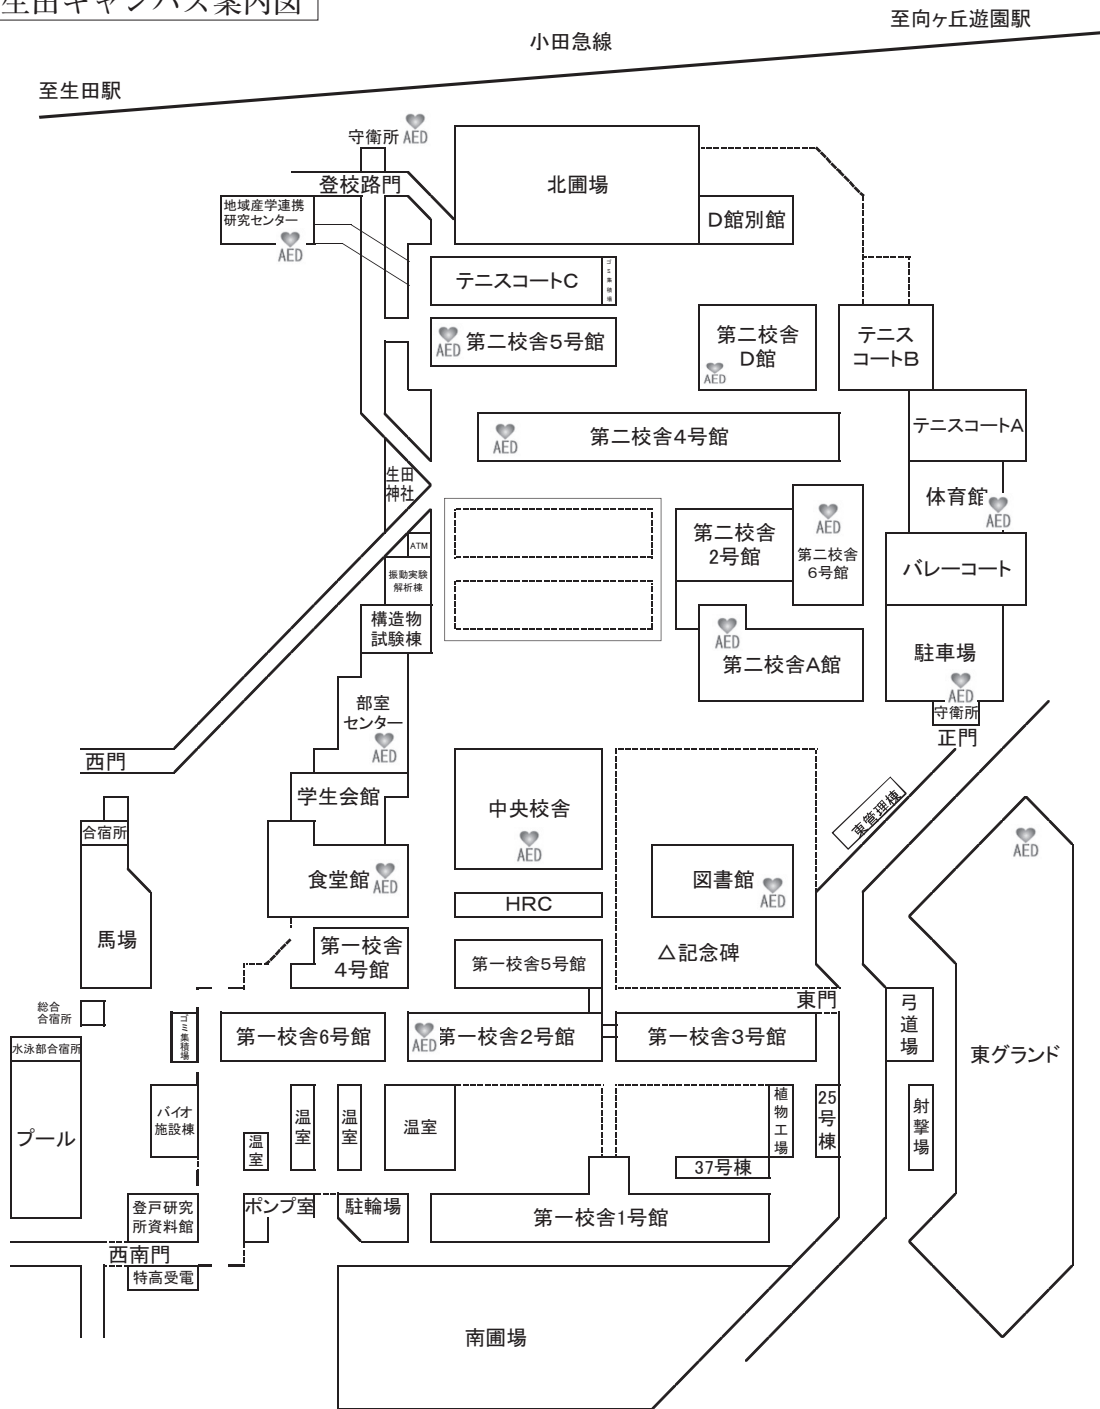 生田キャンパス案内図
至向ヶ丘遊園駅
小田急線
至生田駅
守衛所
AED
登校路門
北圃場
地域産学連携
研究センター
AED
D館別館
テニスコートC
ゴミ集積場
AED
第二校舎5号館
第二校舎
D館
AED
テニス
コートB
テニスコートA
AED
第二校舎4号館
生田
神社
体育館
AED
ATM
第二校舎
2号館
AED
第二校舎
6号館
振動実験
解析棟
バレーコート
構造物
試験棟
AED
第二校舎A館
駐車場
AED
守衛所
正門
部室
センター
AED
西門
学生会館
中央校舎
AED
東管理棟
合宿所
AED
食堂館
AED
図書館
AED
HRC
馬場
第一校舎
4号館
第一校舎5号館
△記念碑
総合
合宿所
東門
弓道場
水泳部合宿所
ゴミ集積場
第一校舎6号館
AED
第一校舎2号館
第一校舎3号館
東グランド
プール
バイオ
施設棟
温室
温室
温室
温室
植物工場
25号棟
射撃場
37号棟
登戸研究
所資料館
ポンプ室
駐輪場
第一校舎1号館
西南門
特高受電
南圃場